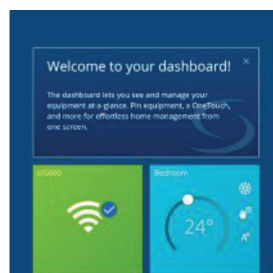 Welcome to your dashboard!
The dashboard lets you see and manage your
equipment at-a-glance. Pin equipment, a OneTouch,
and more for effortless home management from
one screen.
UG600
Bedroom
24°